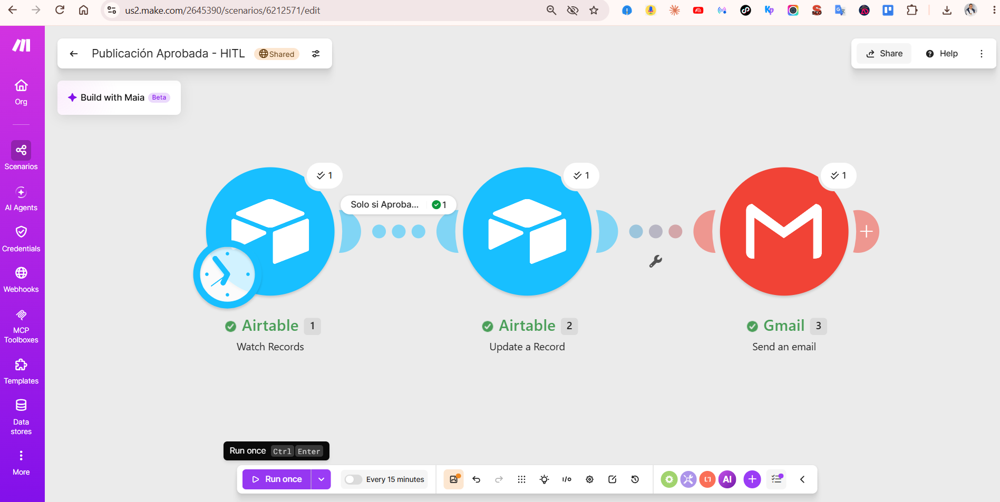 us2.make.com/2645390/scenarios/6212571/edit
SEO
Publicación Aprobada - HITL
Shared
Share
Help
Build with Maia Beta
Org
Scenarios
AI Agents
Credentials
Webhooks
MCP
Toolboxes
Templates
Data
stores
More
1
Solo si Aproba... 1
1
1
Airtable 1
Watch Records
Airtable 2
Update a Record
Gmail 3
Send an email
Run once Ctrl Enter
Run once
Every 15 minutes
AI